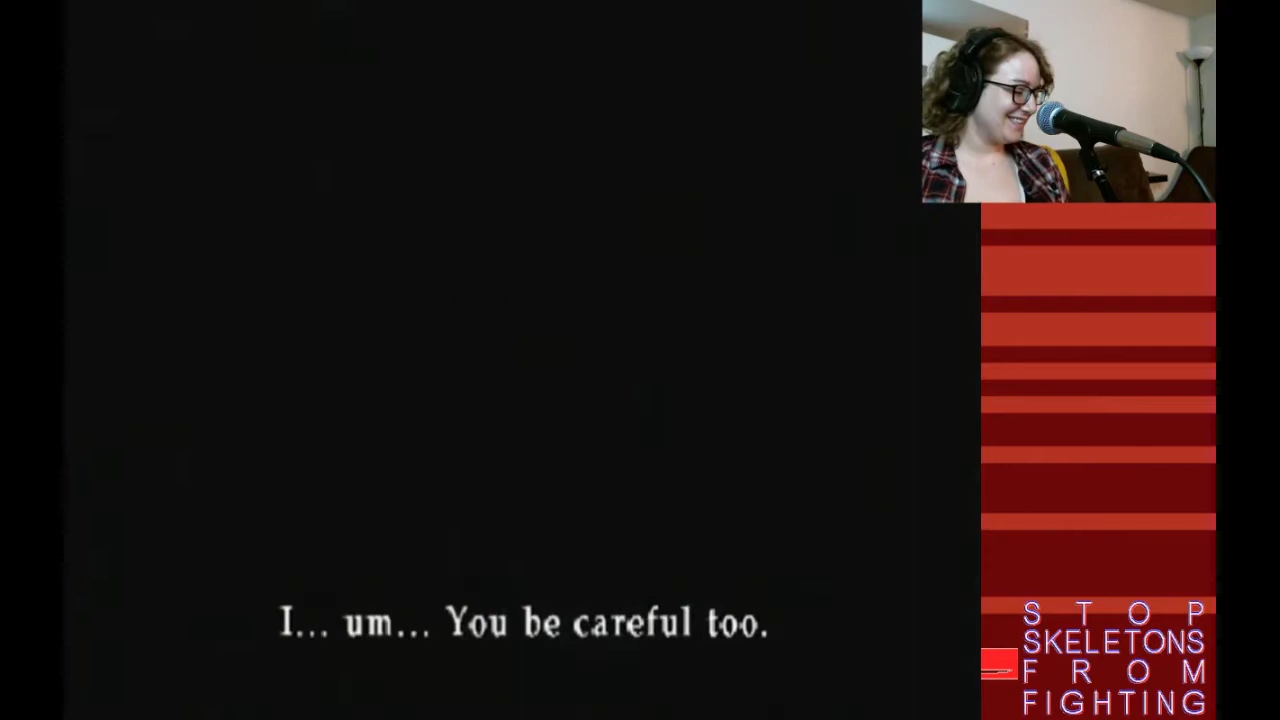 I... um... You be careful too.
S T O P
SKELETONS
F R O M
FIGHTING